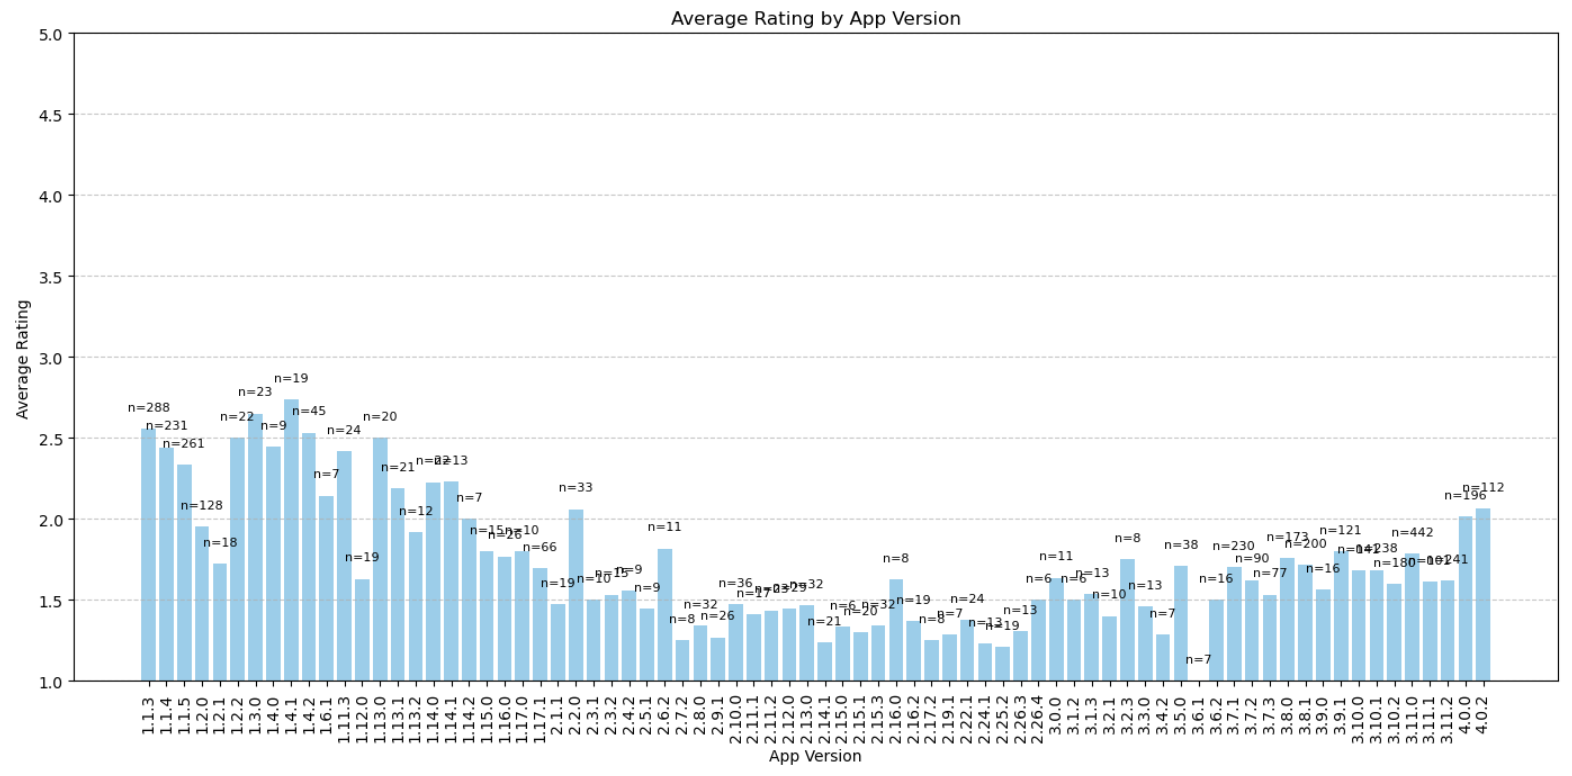 Average Rating by App Version
5.0
4.5
4.0
3.5
3.0
2.5
2.0
1.5
1.0
Average Rating
n=288
n=231
n=261
n=128
n=18
n=22
n=23
n=9
n=19
n=45
n=7
n=24
n=19
n=20
n=21
n=12
n=22
n=13
n=7
n=15
n=26
n=10
n=66
n=19
n=33
n=10
n=15
n=9
n=9
n=11
n=8
n=32
n=26
n=36
n=17
n=23
n=29
n=32
n=21
n=6
n=20
n=32
n=8
n=19
n=8
n=7
n=24
n=13
n=19
n=13
n=6
n=11
n=6
n=13
n=10
n=8
n=13
n=7
n=38
n=7
n=16
n=230
n=90
n=77
n=173
n=200
n=16
n=121
n=238
n=180
n=442
n=241
n=196
n=112
1.1.3
1.1.4
1.1.5
1.2.0
1.2.1
1.2.2
1.3.0
1.4.0
1.4.1
1.4.2
1.6.1
1.11.3
1.12.0
1.13.0
1.13.1
1.13.2
1.14.0
1.14.1
1.14.2
1.15.0
1.16.0
1.17.0
1.17.1
2.1.1
2.2.0
2.3.1
2.3.2
2.4.2
2.5.1
2.6.2
2.7.2
2.8.0
2.9.1
2.10.0
2.11.1
2.11.2
2.12.0
2.13.0
2.14.1
2.15.0
2.15.1
2.15.3
2.16.0
2.16.2
2.17.2
2.19.1
2.22.1
2.24.1
2.25.2
2.26.3
2.26.4
3.0.0
3.1.2
3.1.3
3.2.1
3.2.3
3.3.0
3.4.2
3.5.0
3.6.1
3.6.2
3.7.1
3.7.2
3.7.3
3.8.0
3.8.1
3.9.0
3.9.1
3.10.0
3.10.1
3.10.2
3.11.0
3.11.1
3.11.2
4.0.0
4.0.2
App Version